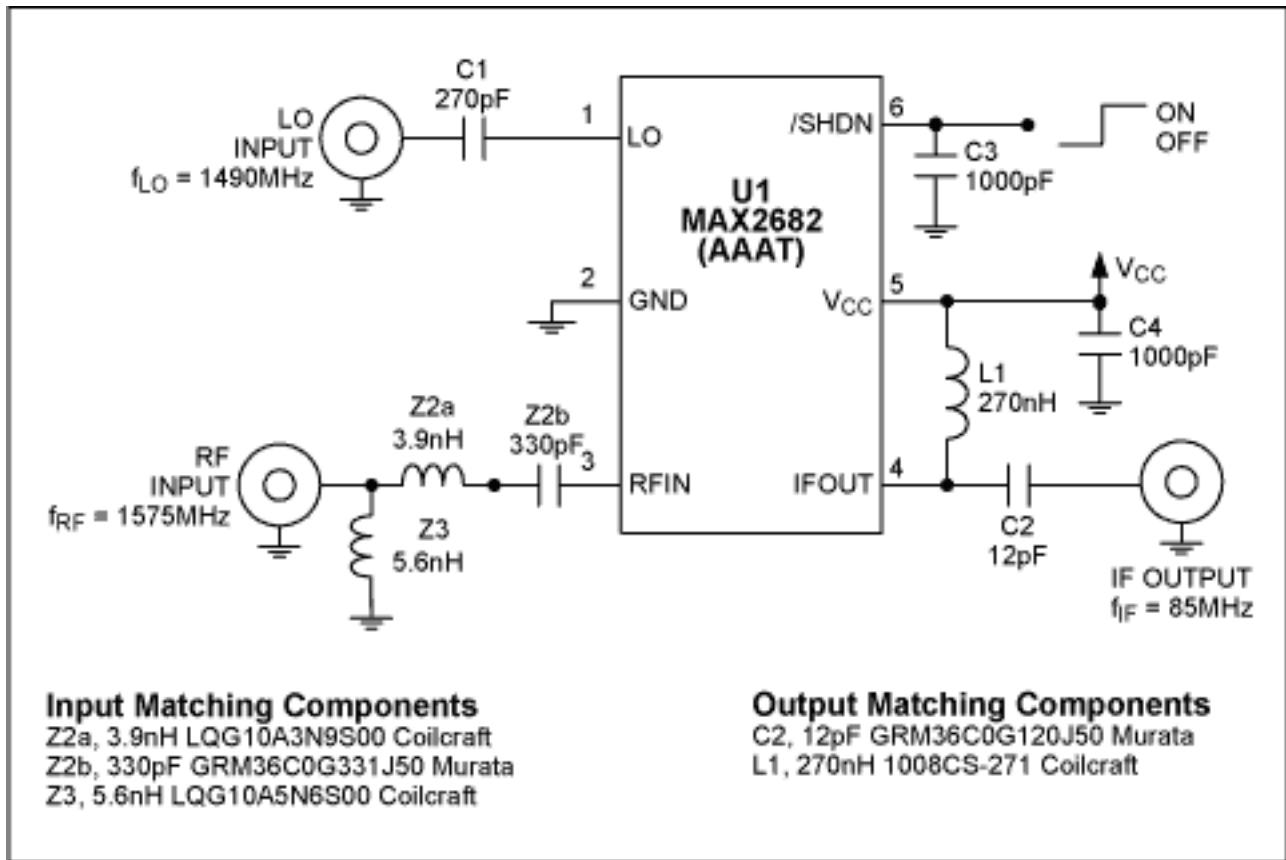 C1
270pF
LO
INPUT
fLO = 1490MHz
1
LO
U1
MAX2682
(AAAT)
/SHDN
6
ON
OFF
C3
1000pF
2
GND
VCC
5
VCC
C4
1000pF
L1
270nH
Z2a
3.9nH
Z2b
330pF
3
RFIN
IFOUT
4
RF
INPUT
fRF = 1575MHz
Z3
5.6nH
C2
12pF
IF OUTPUT
fIF = 85MHz
Input Matching Components
Z2a, 3.9nH LQG10A3N9S00 Coilcraft
Z2b, 330pF GRM36C0G331J50 Murata
Z3, 5.6nH LQG10A5N6S00 Coilcraft
Output Matching Components
C2, 12pF GRM36C0G120J50 Murata
L1, 270nH 1008CS-271 Coilcraft